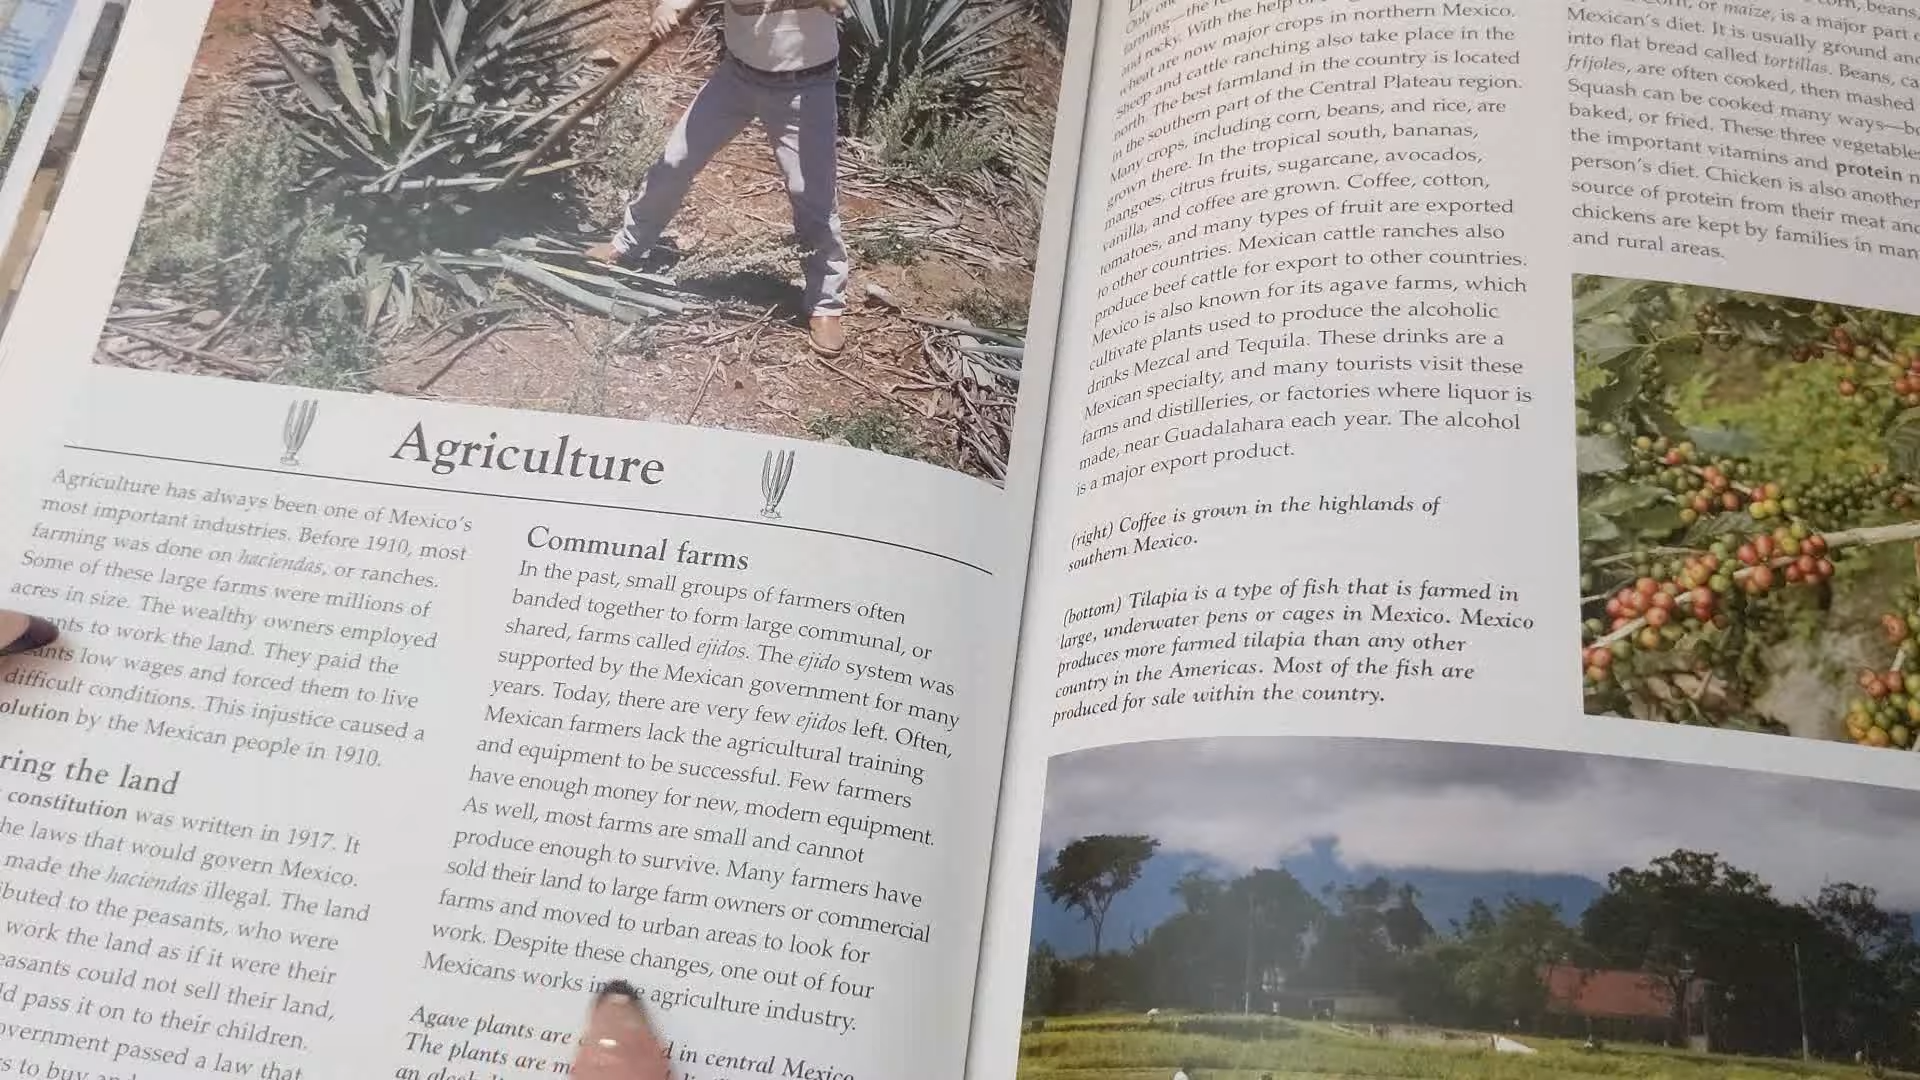 Agriculture
Agriculture has always been one of Mexico's
most important industries. Before 1910, most
farming was done on haciendas, or ranches.
Some of these large farms were millions of
acres in size. The wealthy owners employed
to work the land. They paid the
low wages and forced them to live
difficult conditions. This injustice caused a
by the Mexican people in 1910.
the land
constitution was written in 1917. It
laws that would govern Mexico.
made the haciendas illegal. The land
to the peasants, who were
work the land as if it were their
could not sell their land,
pass it on to their children.
passed a law that
to buy
Communal farms
In the past, small groups of farmers often
banded together to form large communal, or
shared, farms called ejidos. The ejido system was
supported by the Mexican government for many
years. Today, there are very few ejidos left. Often,
Mexican farmers lack the agricultural training
and equipment to be successful. Few farmers
have enough money for new, modern equipment.
As well, most farms are small and cannot
produce enough to survive. Many farmers have
sold their land to large farm owners or commercial
farms and moved to urban areas to look for
work. Despite these changes, one out of four
Mexicans works in agriculture industry.
Agave plants are in central Mexico
The plants are
an
Only
farming—the
and rocky. With the help
wheat are now major crops in northern Mexico.
Sheep and cattle ranching also take place in the
north. The best farmland in the country is located
in the southern part of the Central Plateau region.
Many crops, including corn, beans, and rice, are
grown there. In the tropical south, bananas,
mangoes, citrus fruits, sugarcane, avocados,
vanilla, and coffee are grown. Coffee, cotton,
tomatoes, and many types of fruit are exported
to other countries. Mexican cattle ranches also
produce beef cattle for export to other countries.
Mexico is also known for its agave farms, which
cultivate plants used to produce the alcoholic
drinks Mezcal and Tequila. These drinks are a
Mexican specialty, and many tourists visit these
farms and distilleries, or factories where liquor is
made, near Guadalahara each year. The alcohol
is a major export product.
(right) Coffee is grown in the highlands of
southern Mexico.
(bottom) Tilapia is a type of fish that is farmed in
large, underwater pens or cages in Mexico. Mexico
produces more farmed tilapia than any other
country in the Americas. Most of the fish are
produced for sale within the country.
beans,
or maize, is a major part
Mexican's diet. It is usually ground
into flat bread called tortillas. Beans,
frijoles, are often cooked, then mashed
Squash can be cooked many ways—
baked, or fried. These three
the important vitamins and protein
person's diet. Chicken is also another
source of protein from their meat
chickens are kept by families in
and rural areas.